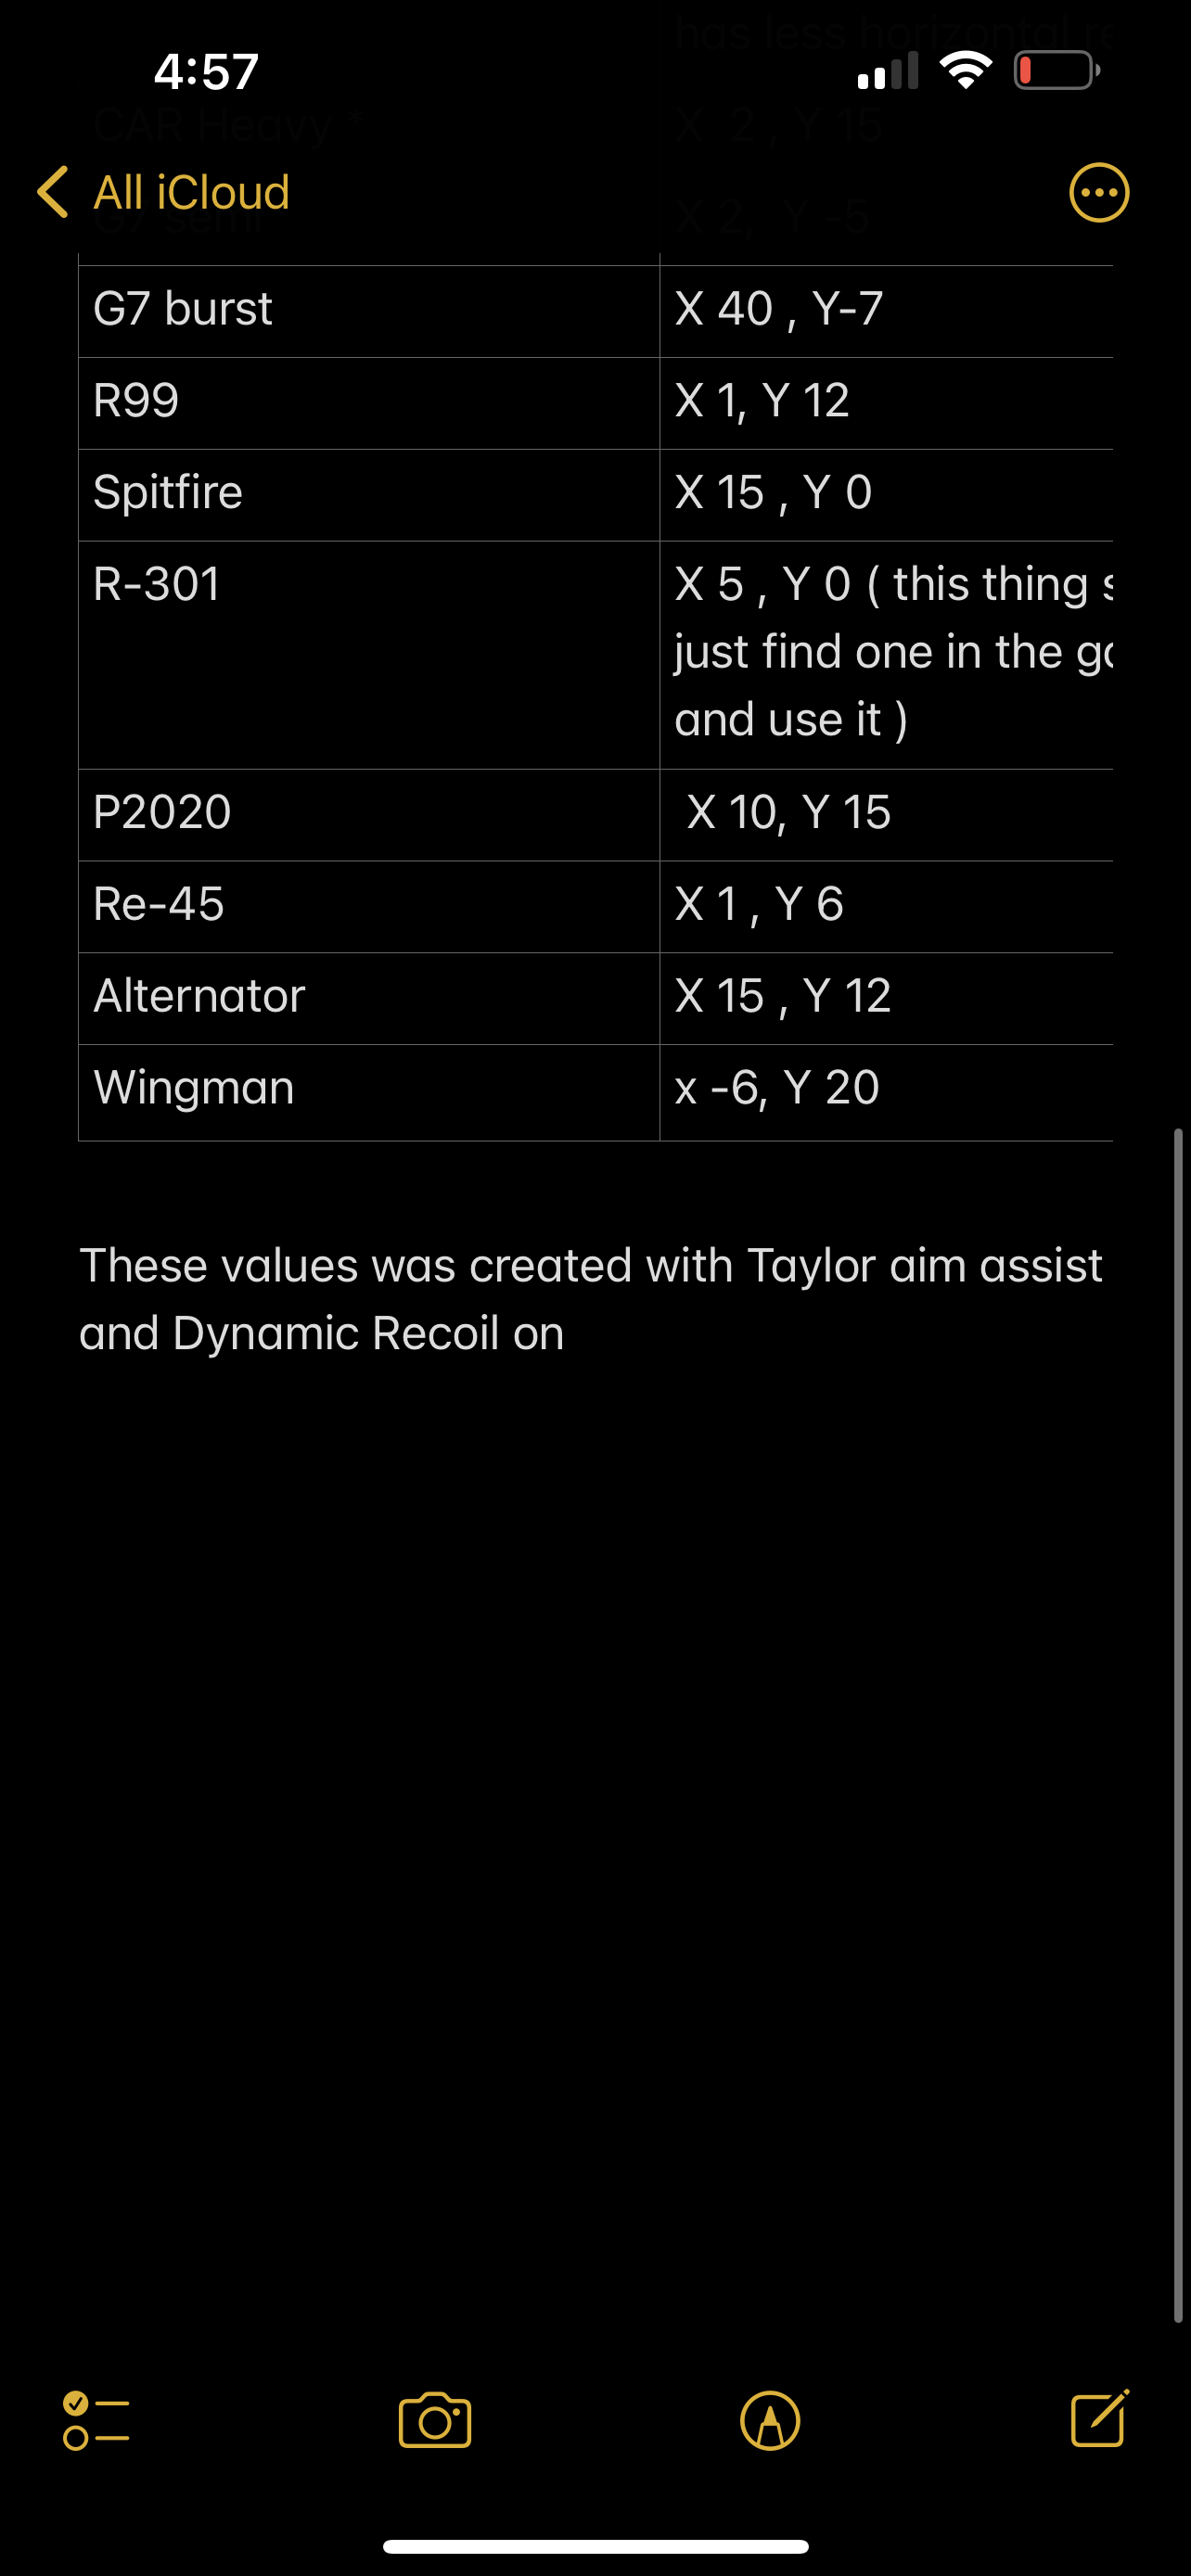 has less horizontal
4:57
CAR Heavy *
X 2 , Y 15
All iCloud
G7 semi
X 2, Y -5
G7 burst
X 40 , Y-7
R99
X 1, Y 12
Spitfire
X 15 , Y 0
R-301
X 5 , Y 0 ( this thing
just find one in the
and use it )
P2020
X 10, Y 15
Re-45
X 1 , Y 6
Alternator
X 15 , Y 12
Wingman
x -6, Y 20
These values was created with Taylor aim assist
and Dynamic Recoil on